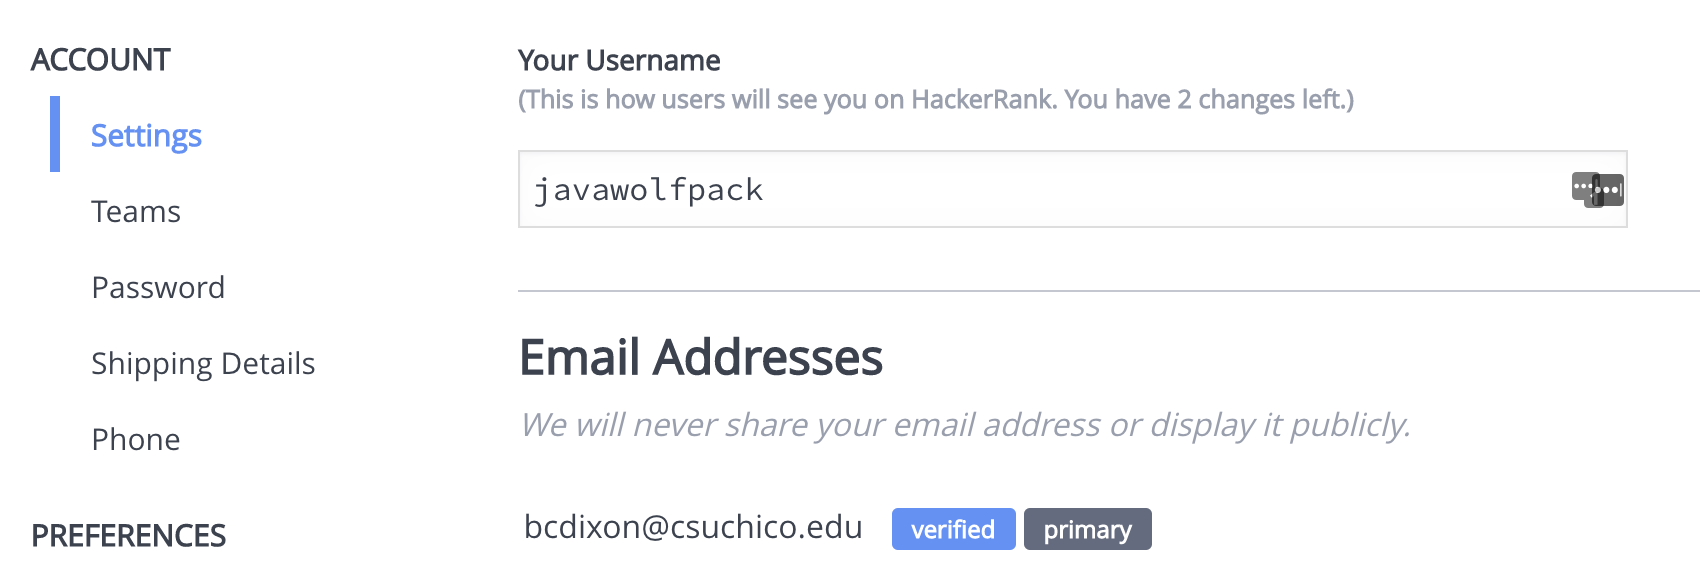 ACCOUNT
Settings
Teams
Password
Shipping Details
Phone
PREFERENCES
Your Username
(This is how users will see you on HackerRank. You have 2 changes left.)
javawolfpack
Email Addresses
We will never share your email address or display it publicly.
bcdixon@csuchico.edu verified primary